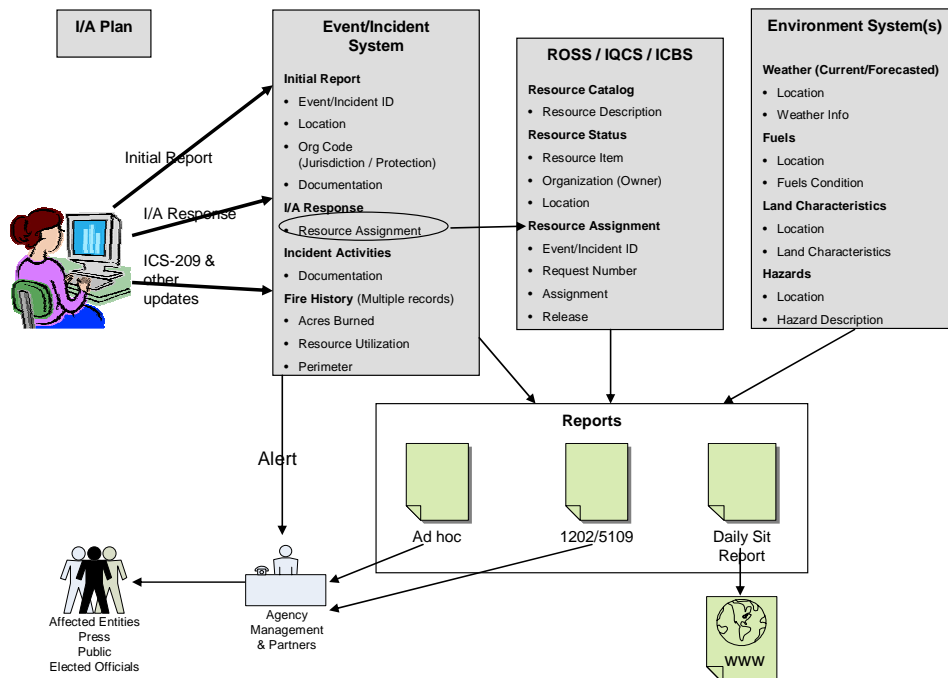 I/A Plan
Event/Incident
System
Initial Report
• Event/Incident ID
• Location
• Org Code
(Jurisdiction / Protection)
• Documentation
I/A Response
• Resource Assignment
Incident Activities
• Documentation
Fire History (Multiple records)
• Acres Burned
• Resource Utilization
• Perimeter
ROSS / IQCS / ICBS
Resource Catalog
• Resource Description
Resource Status
• Resource Item
• Organization (Owner)
• Location
Resource Assignment
• Event/Incident ID
• Request Number
• Assignment
• Release
Environment System(s)
Weather (Current/Forecasted)
• Location
• Weather Info
Fuels
• Location
• Fuels Condition
Land Characteristics
• Location
• Land Characteristics
Hazards
• Location
• Hazard Description
Initial Report
I/A Response
ICS-209 &
other
updates
Alert
Reports
Ad hoc
1202/5109
Daily Sit
Report
Affected Entities
Press
Public
Elected Officials
Agency
Management
& Partners
WWW